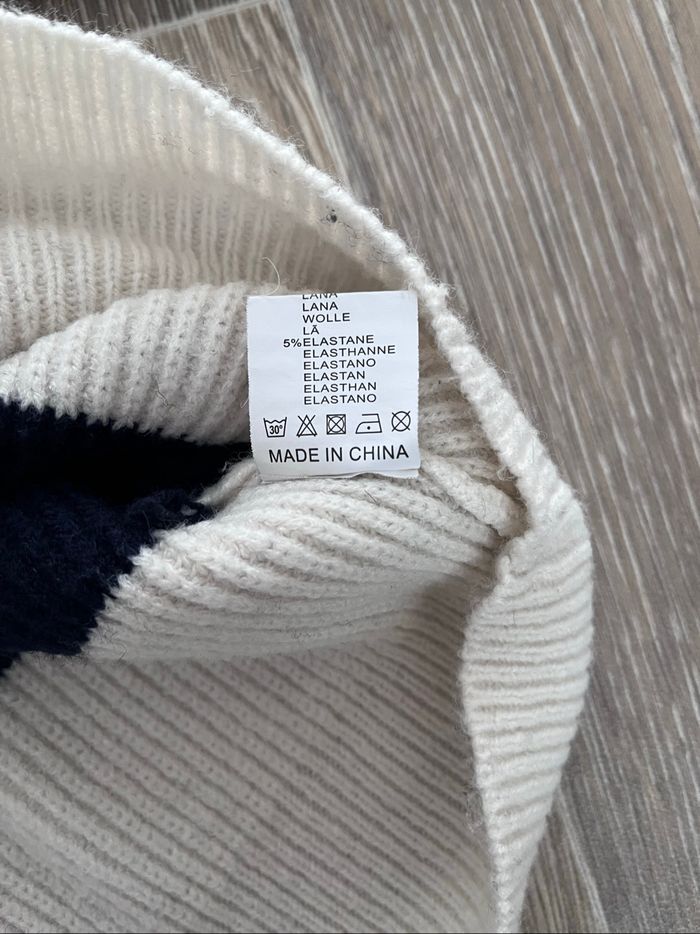 LANA
LANA
WOLLE
LÃ
5%ELASTANE
ELASTHANNE
ELASTANO
ELASTAN
ELASTHAN
ELASTANO
30°
MADE IN CHINA